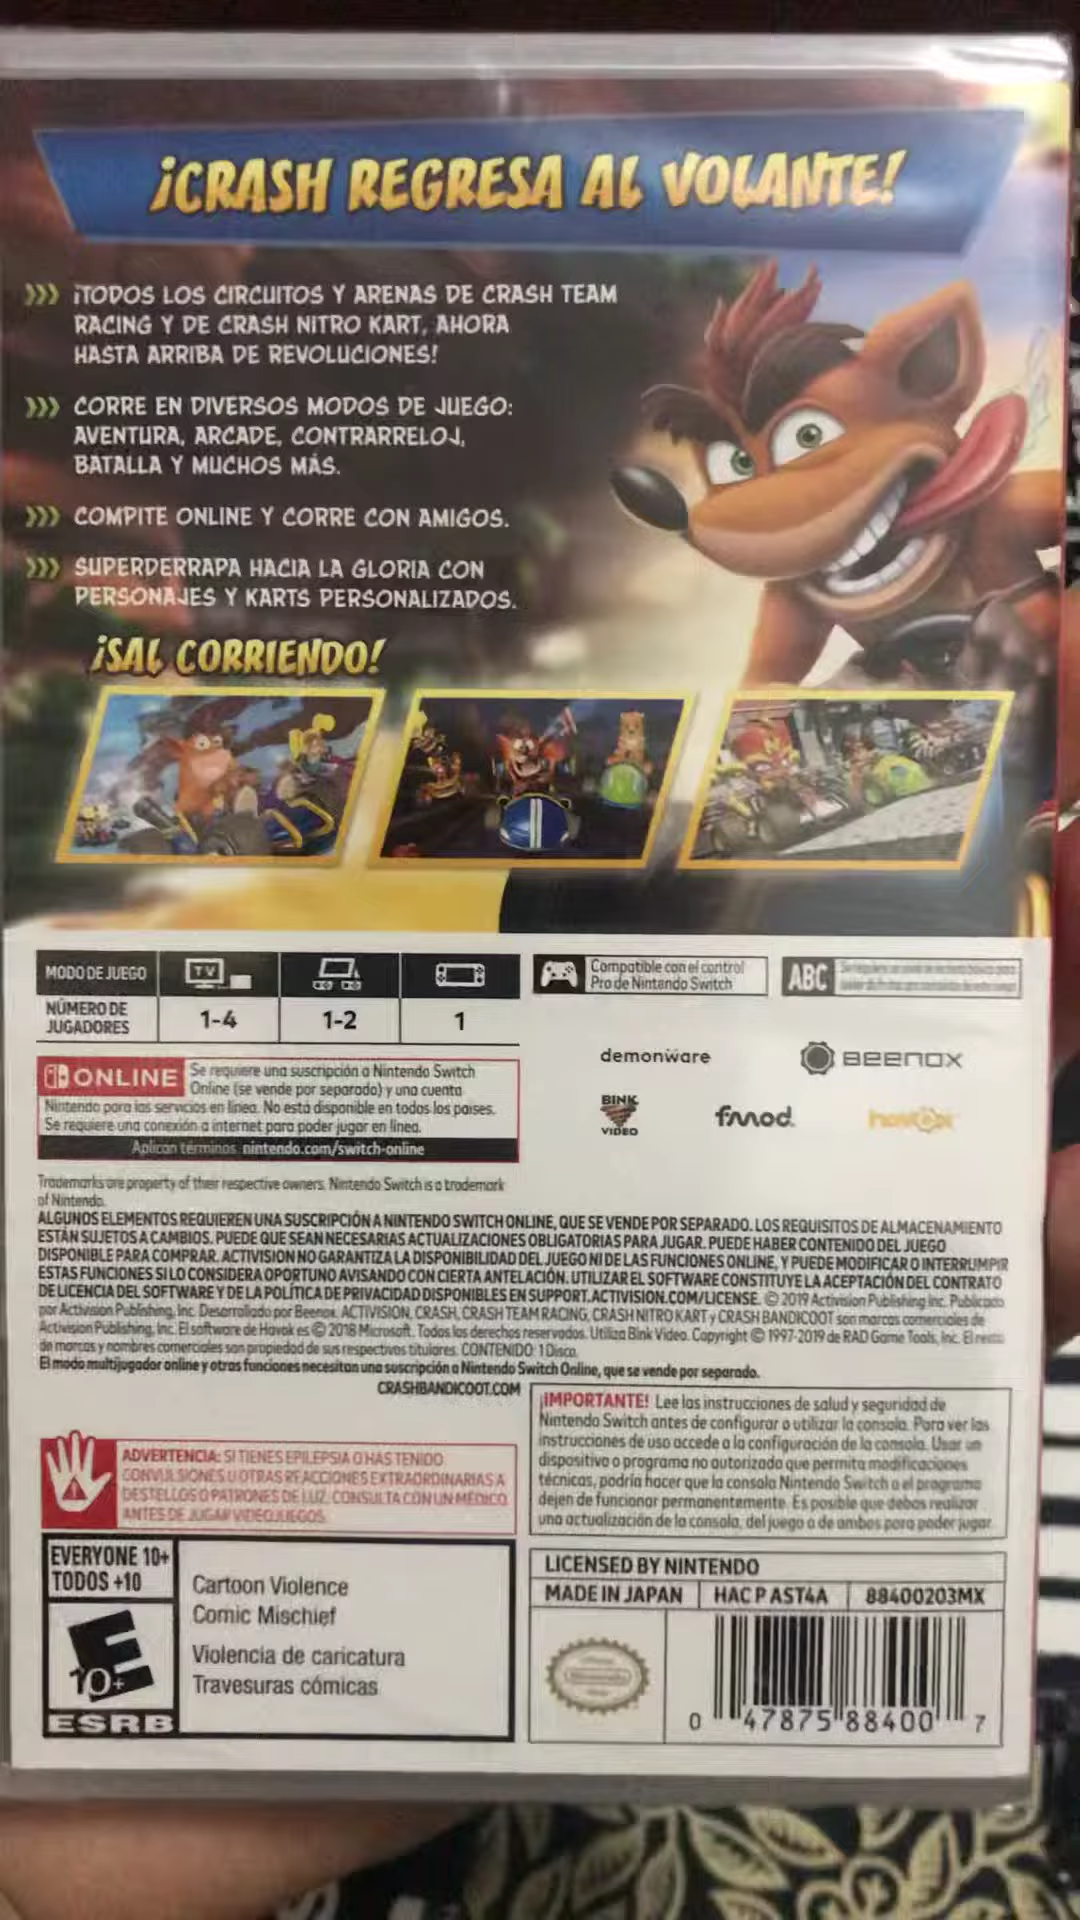 ¡CRASH REGRESA AL VOLANTE!
¡TODOS LOS CIRCUITOS Y ARENAS DE CRASH TEAM
RACING Y DE CRASH NITRO KART, AHORA
HASTA ARRIBA DE REVOLUCIONES!
CORRE EN DIVERSOS MODOS DE JUEGO:
AVENTURA, ARCADE, CONTRARRELOJ,
BATALLA Y MUCHOS MÁS.
COMPITE ONLINE Y CORRE CON AMIGOS.
SUPERDERRAPA HACIA LA GLORIA CON
PERSONAJES Y KARTS PERSONALIZADOS.
¡SAL CORRIENDO!
MODO DE JUEGO TV
NÚMERO DE
JUGADORES
1-4 1-2 1
Compatible con el control
Pro de Nintendo Switch
ABC
demonware BEENOX
BINK
VIDEO
fmod. havok
ONLINE
Se requiere una suscripción a Nintendo Switch
Online (se vende por separado) y una cuenta
Nintendo para los servicios en línea. No está disponible en todos los países.
Se requiere una conexión a internet para poder jugar en línea.
Aplican términos. nintendo.com/switch-online
Trademarks are property of their respective owners. Nintendo Switch is a trademark
of Nintendo.
ALGUNOS ELEMENTOS REQUIEREN UNA SUSCRIPCIÓN A NINTENDO SWITCH ONLINE, QUE SE VENDE POR SEPARADO. LOS REQUISITOS DE ALMACENAMIENTO
ESTÁN SUJETOS A CAMBIOS. PUEDE QUE SEAN NECESARIAS ACTUALIZACIONES OBLIGATORIAS PARA JUGAR. PUEDE HABER CONTENIDO DEL JUEGO
DISPONIBLE PARA COMPRAR. ACTIVISION NO GARANTIZA LA DISPONIBILIDAD DEL JUEGO NI DE LAS FUNCIONES ONLINE, Y PUEDE MODIFICAR O INTERRUMPIR
ESTAS FUNCIONES SI LO CONSIDERA OPORTUNO AVISANDO CON CIERTA ANTELACIÓN. UTILIZAR EL SOFTWARE CONSTITUYE LA ACEPTACIÓN DEL CONTRATO
DE LICENCIA DEL SOFTWARE Y DE LA POLÍTICA DE PRIVACIDAD DISPONIBLES EN SUPPORT.ACTIVISION.COM/LICENSE. © 2019 Activision Publishing Inc. Publicado
por Activision Publishing, Inc. Desarrollado por Beenox. ACTIVISION, CRASH, CRASH TEAM RACING, CRASH NITRO KART y CRASH BANDICOOT son marcas comerciales de
Activision Publishing, Inc. El software de Havok es © 2018 Microsoft. Todos los derechos reservados. Utiliza Bink Video. Copyright © 1997-2019 de RAD Game Tools, Inc. El resto
de marcas y nombres comerciales son propiedad de sus respectivos titulares. CONTENIDO: 1 Disco.
El modo multijugador online y otras funciones necesitan una suscripción a Nintendo Switch Online, que se vende por separado.
CRASHBANDICOOT.COM
¡IMPORTANTE! Lee las instrucciones de salud y seguridad de
Nintendo Switch antes de configurar o utilizar la consola. Para ver las
instrucciones de uso accede a la configuración de la consola. Usar un
dispositivo o programa no autorizado que permita modificaciones
técnicas, podría hacer que la consola Nintendo Switch o el programa
dejen de funcionar permanentemente. Es posible que debas realizar
una actualización de la consola, del juego o de ambos para poder jugar.
ADVERTENCIA: SI TIENES EPILEPSIA O HAS TENIDO
CONVULSIONES U OTRAS REACCIONES EXTRAORDINARIAS A
DESTELLOS O PATRONES DE LUZ, CONSULTA CON UN MÉDICO
ANTES DE JUGAR VIDEOJUEGOS.
EVERYONE 10+
TODOS +10
E
10+
ESRB
Cartoon Violence
Comic Mischief
Violencia de caricatura
Travesuras cómicas
LICENSED BY NINTENDO
MADE IN JAPAN HAC P AST4A 88400203MX
Nintendo
0 47875 88400 7